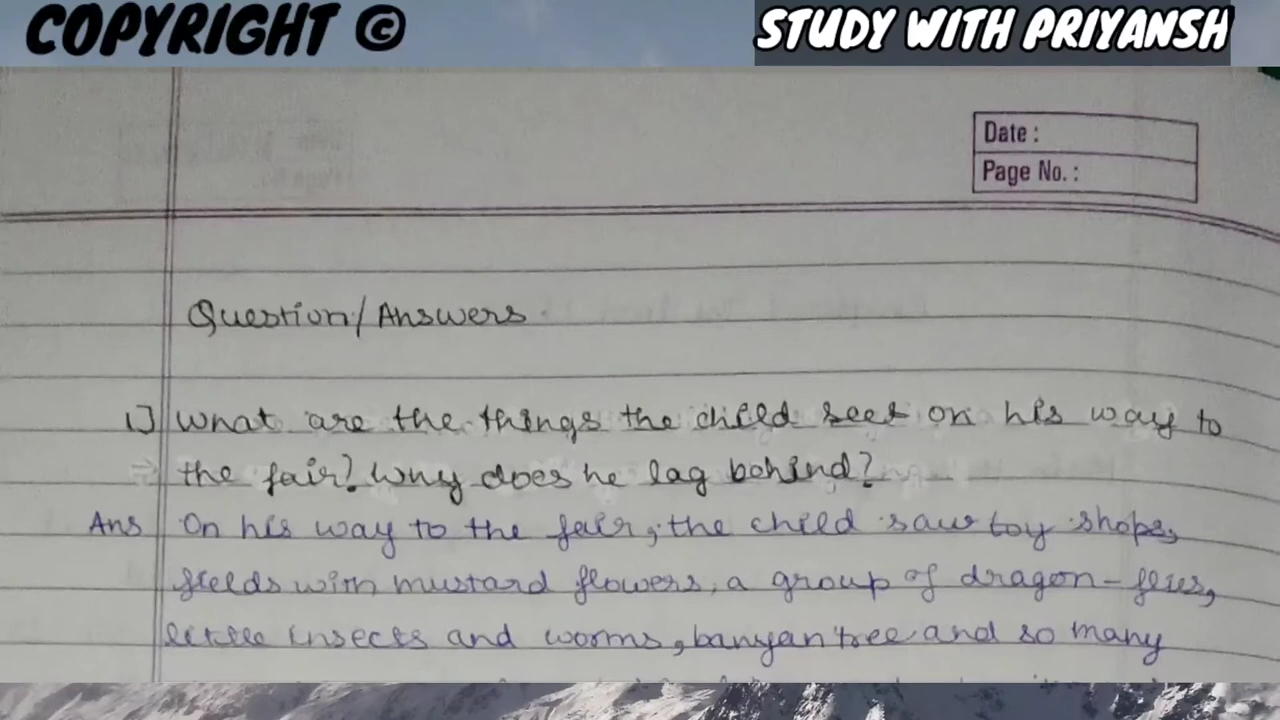 COPYRIGHT ©
STUDY WITH PRIYANSH
Date :
Page No. :
Question/Answers
1] What are the things the child sees on his way to
the fair? Why does he lag behind?
Ans On his way to the fair, the child saw toy shops,
fields with mustard flowers, a group of dragon-flies,
little insects and worms, banyan tree and so many